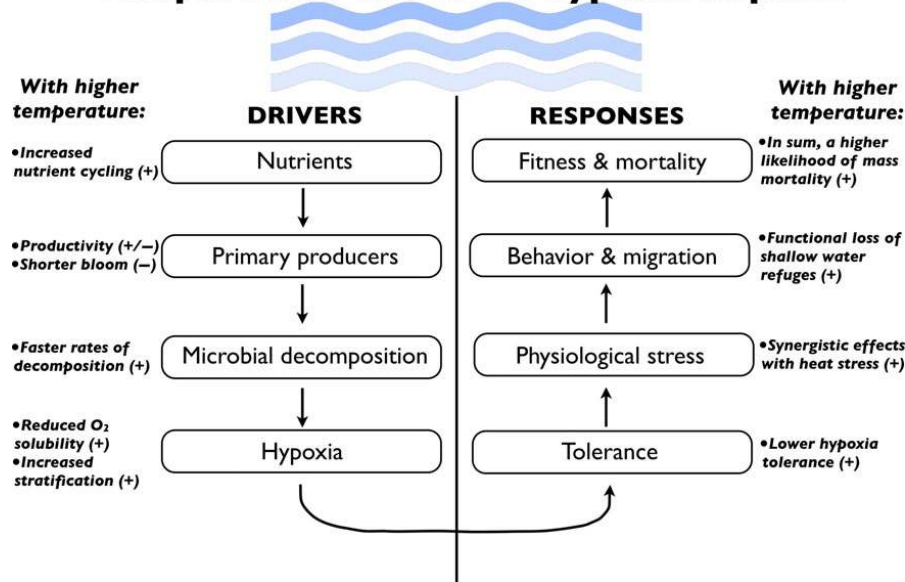 With higher
temperature:
DRIVERS
•Increased
nutrient cycling (+)
Nutrients
•Productivity (+/−)
•Shorter bloom (−)
Primary producers
•Faster rates of
decomposition (+)
Microbial decomposition
•Reduced O₂
solubility (+)
•Increased
stratification (+)
Hypoxia
RESPONSES
With higher
temperature:
Fitness & mortality
•In sum, a higher
likelihood of mass
mortality (+)
Behavior & migration
•Functional loss of
shallow water
refuges (+)
Physiological stress
•Synergistic effects
with heat stress (+)
Tolerance
•Lower hypoxia
tolerance (+)